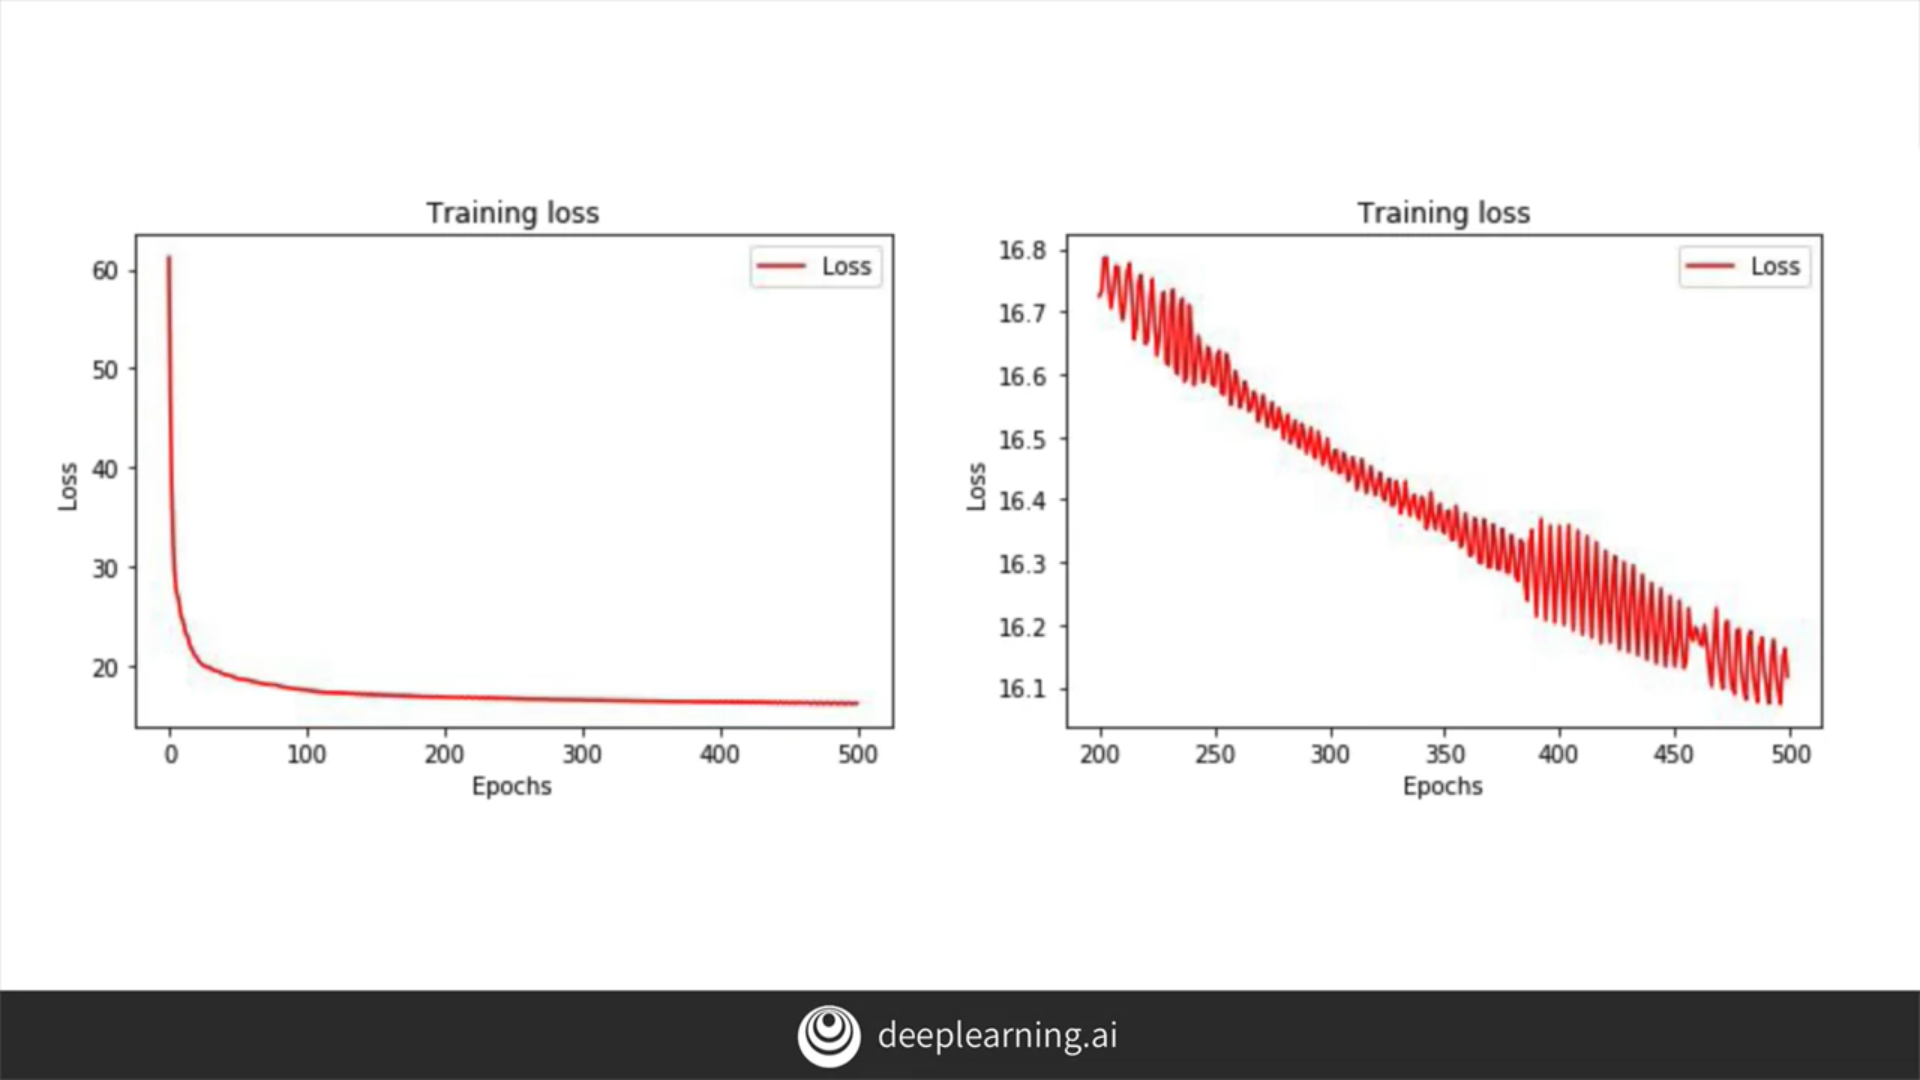 Training loss
Loss
60
50
40
30
20
Loss
0 100 200 300 400 500
Epochs
Training loss
Loss
16.8
16.7
16.6
16.5
16.4
16.3
16.2
16.1
Loss
200 250 300 350 400 450 500
Epochs
deeplearning.ai